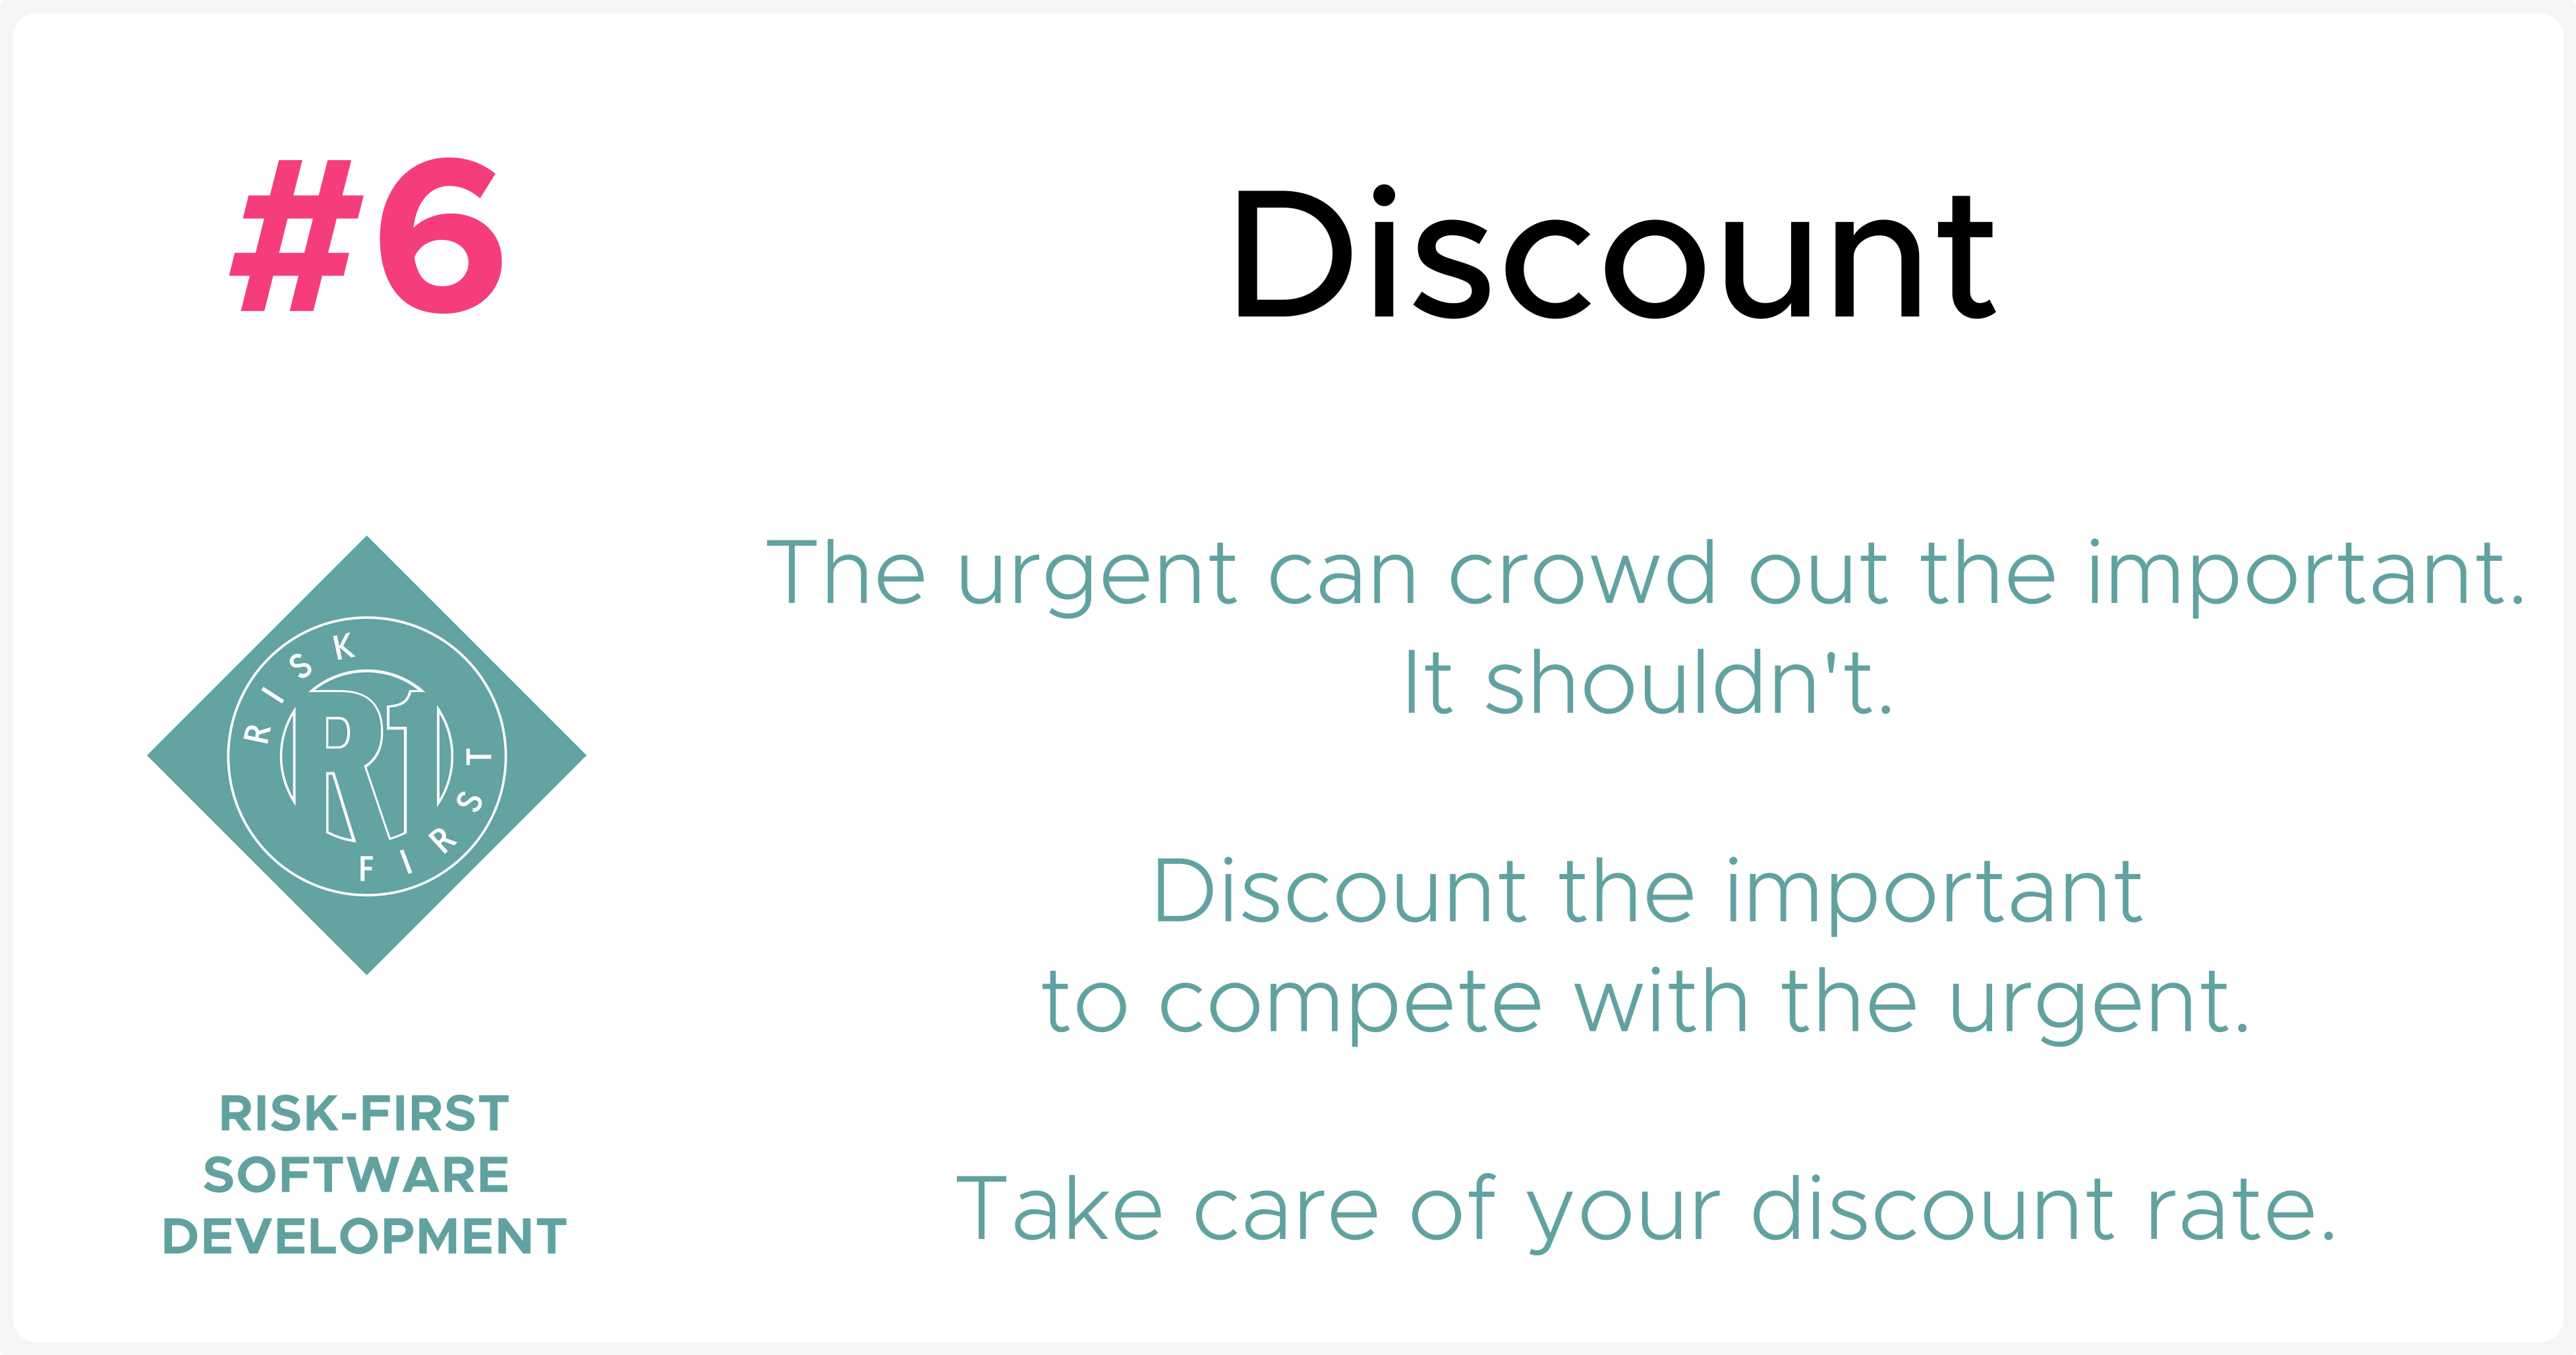 #6
Discount
The urgent can crowd out the important.
It shouldn't.
Discount the important
to compete with the urgent.
Take care of your discount rate.
RISK
R1
FIRST
RISK-FIRST
SOFTWARE
DEVELOPMENT